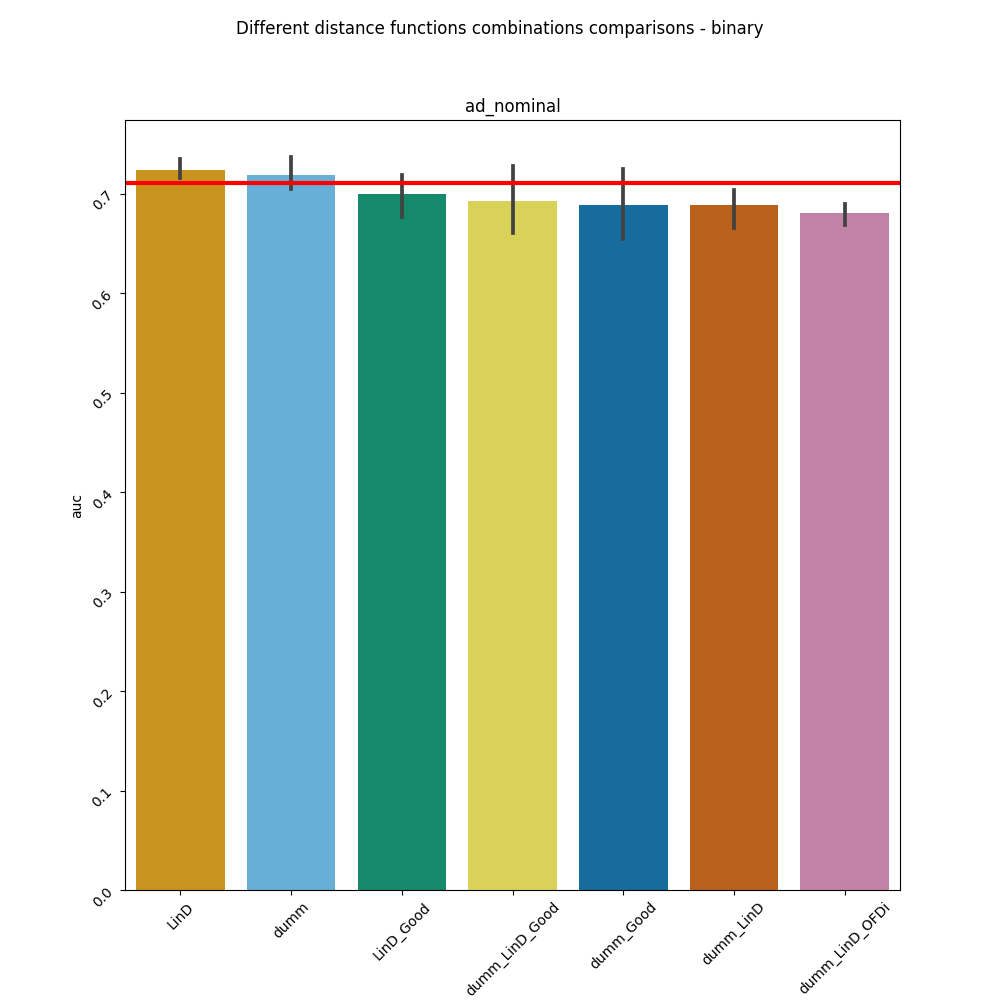 Different distance functions combinations comparisons - binary
ad_nominal
0.7
0.6
0.5
0.4
0.3
0.2
0.1
0.0
auc
LinD
dumm
LinD_Good
dumm_LinD_Good
dumm_Good
dumm_LinD
dumm_LinD_OFDi